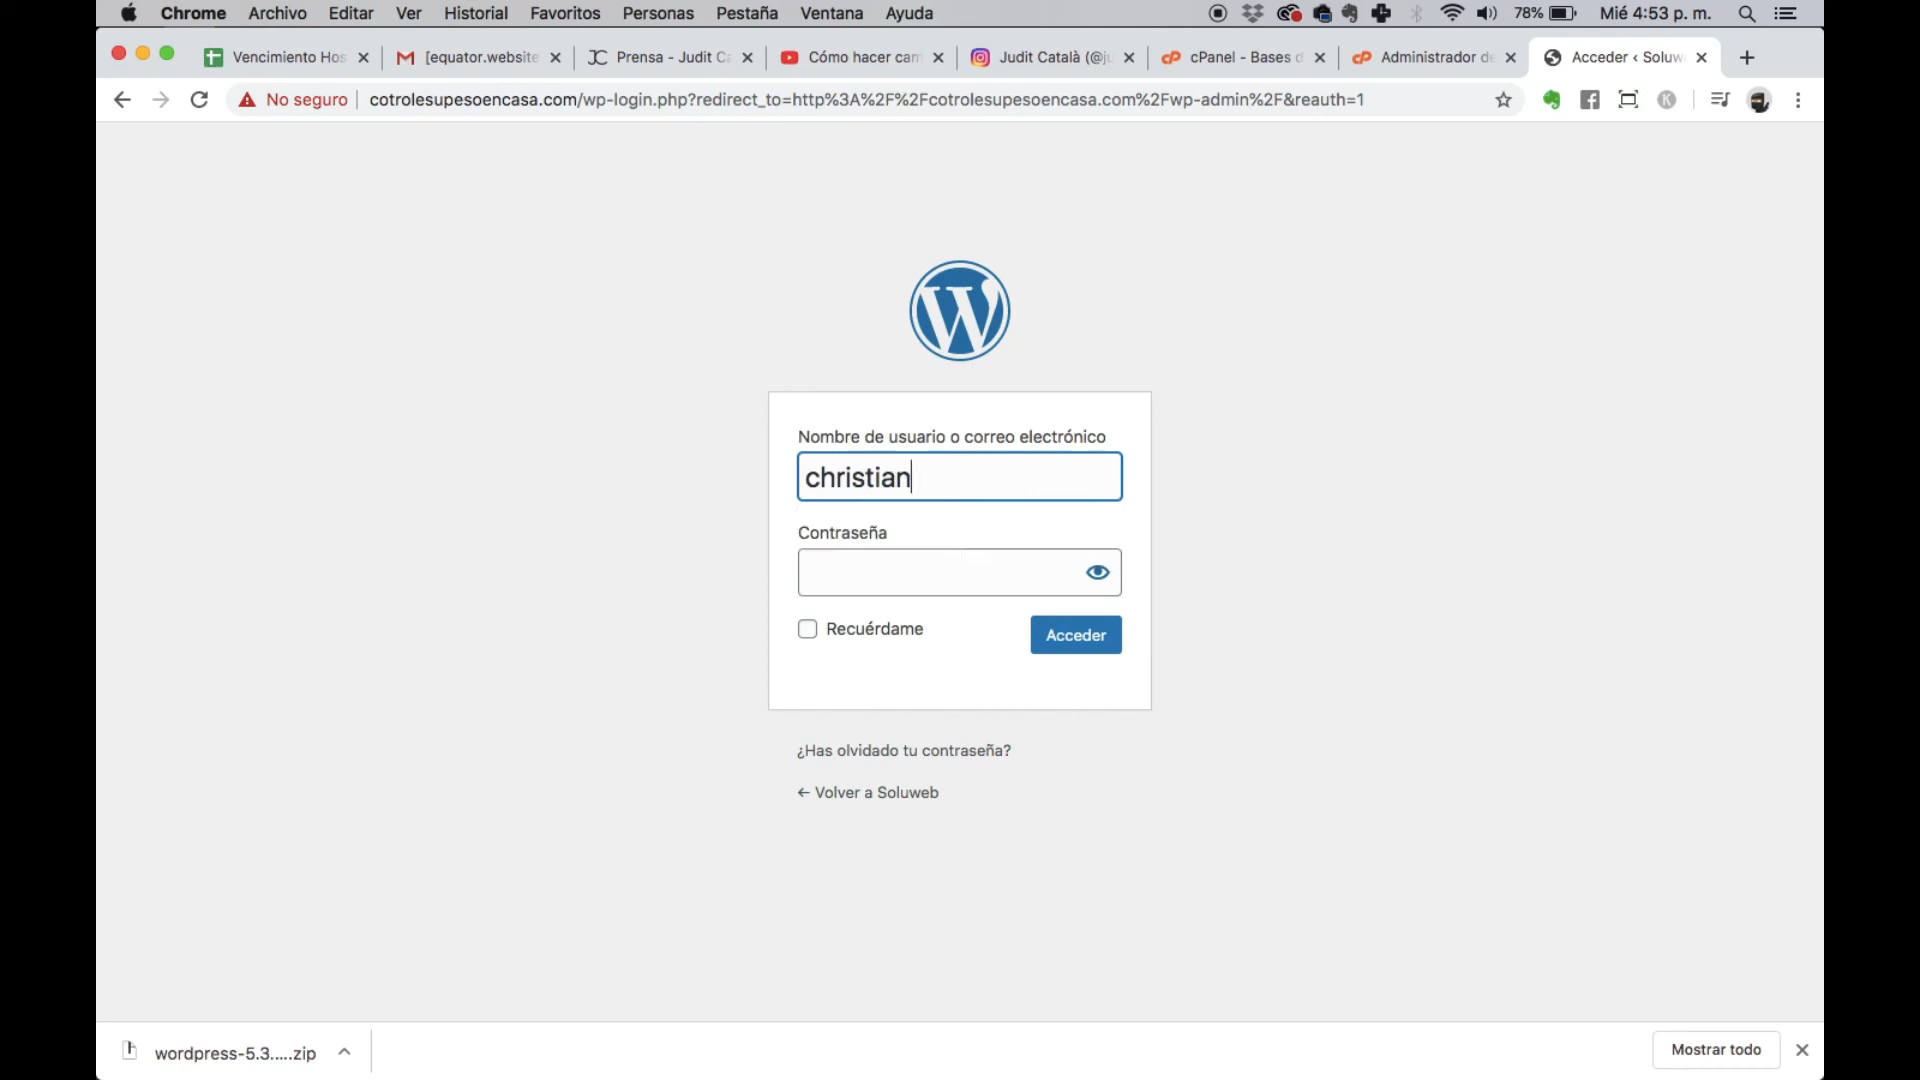 Chrome Archivo Editar Ver Historial Favoritos Personas Pestaña Ventana Ayuda 78% Mié 4:53 p. m.
Vencimiento Hos [equator.website Prensa - Judit Ca Cómo hacer cam Judit Català (@ju cPanel - Bases d Administrador de Acceder ‹ Soluw
No seguro cotrolesupesoencasa.com/wp-login.php?redirect_to=http%3A%2F%2Fcotrolesupesoencasa.com%2Fwp-admin%2F&reauth=1
Nombre de usuario o correo electrónico
christian
Contraseña
Recuérdame Acceder
¿Has olvidado tu contraseña?
← Volver a Soluweb
wordpress-5.3.....zip Mostrar todo